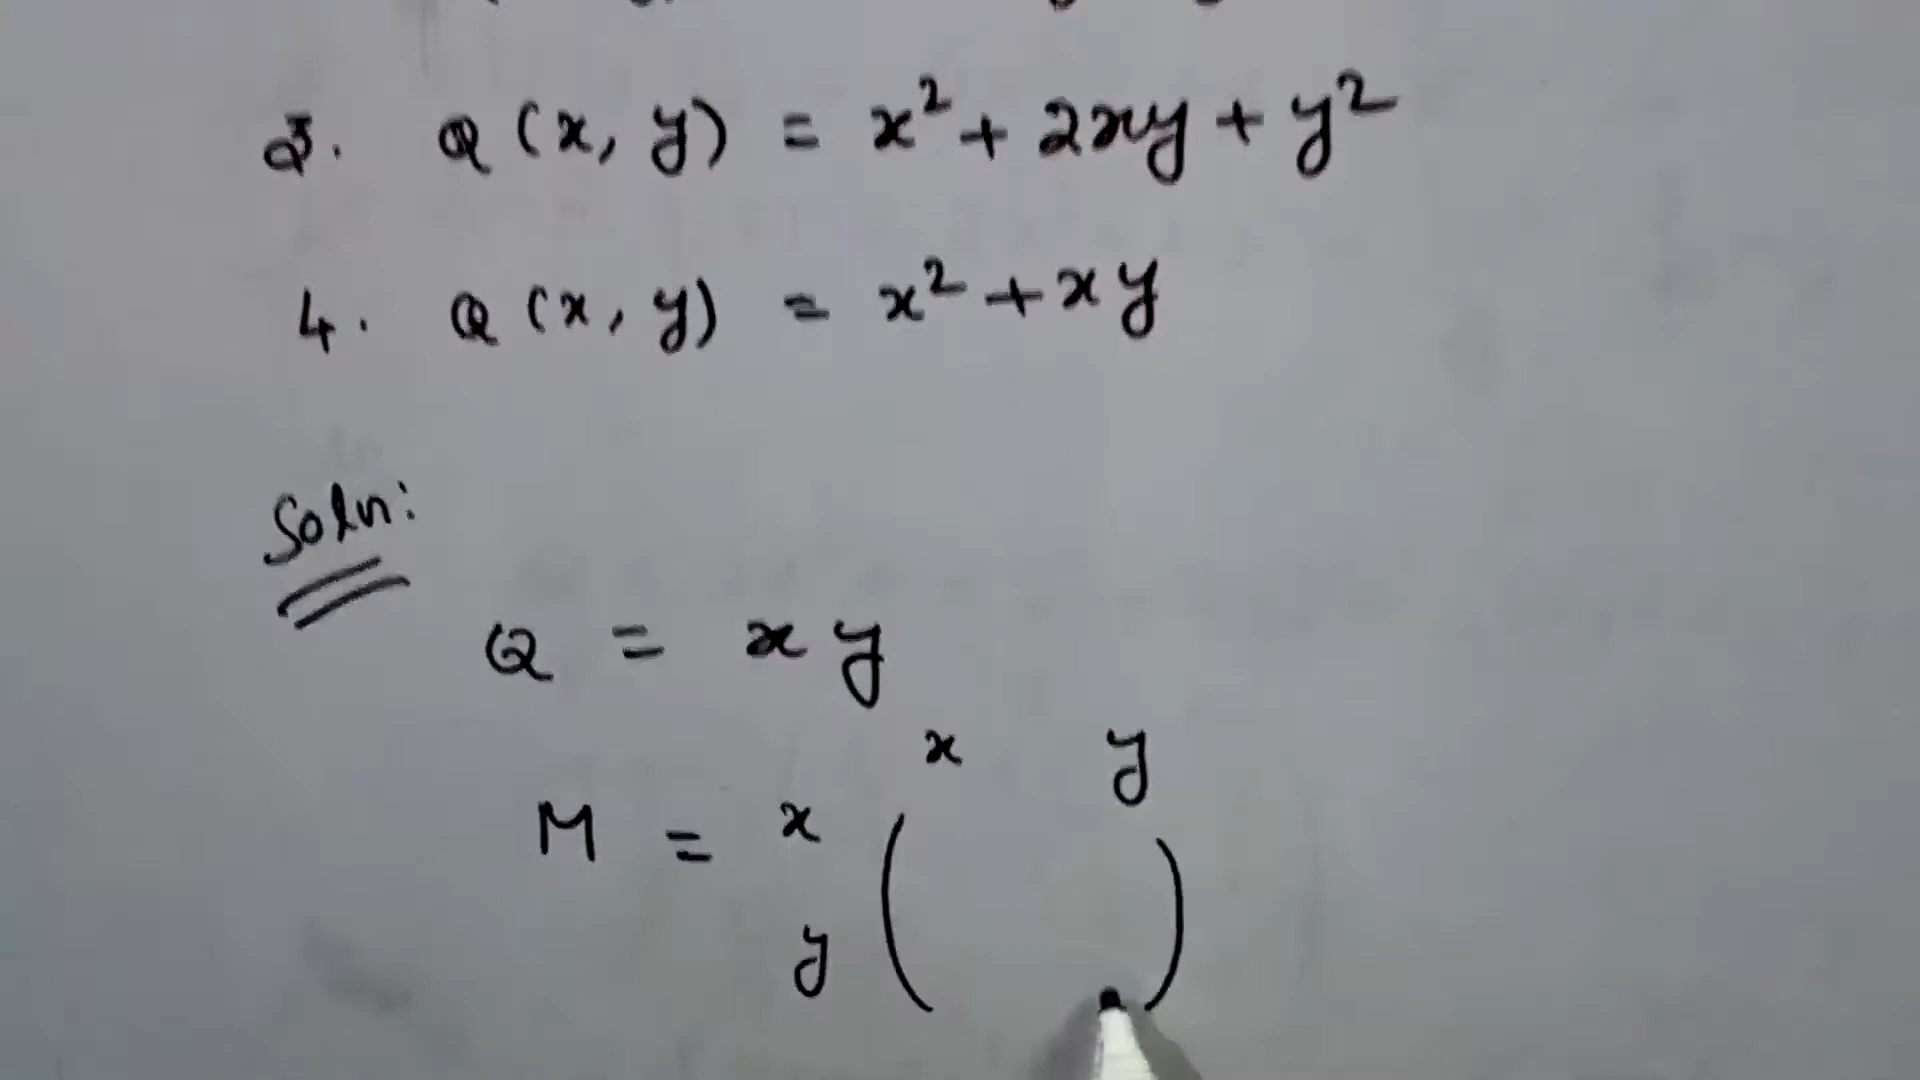 3. Q (x, y) = x² + 2xy + y²
4. Q (x, y) = x² + xy
Soln:
Q = xy
x y
M = x (
y )